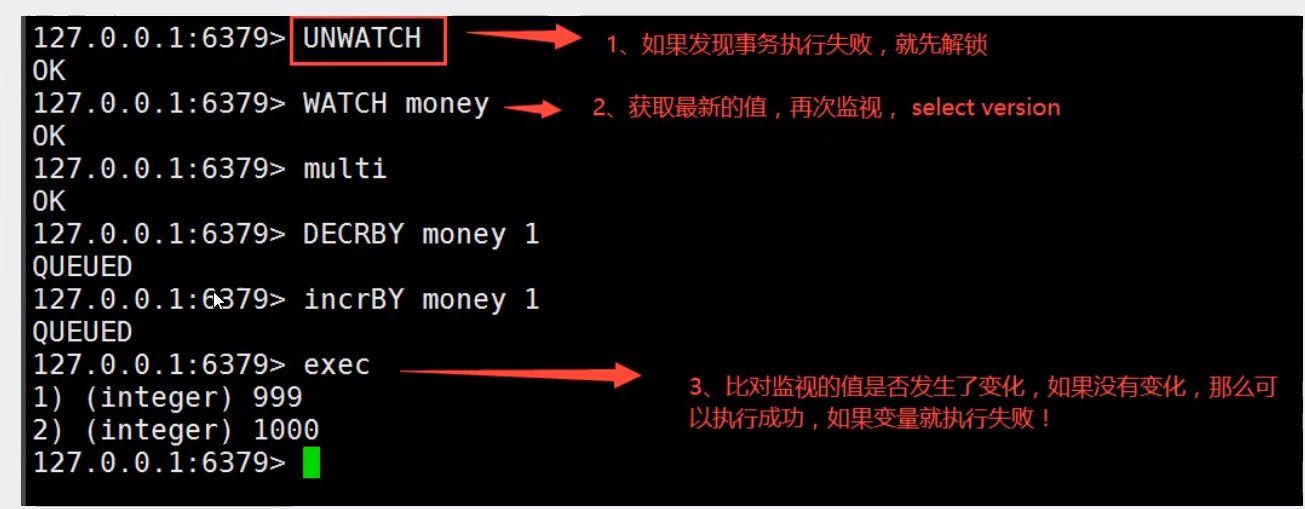 127.0.0.1:6379> UNWATCH
1、如果发现事务执行失败，就先解锁
OK
127.0.0.1:6379> WATCH money
2、获取最新的值，再次监视， select version
OK
127.0.0.1:6379> multi
OK
127.0.0.1:6379> DECRBY money 1
QUEUED
127.0.0.1:6379> incrBY money 1
QUEUED
127.0.0.1:6379> exec
3、比对监视的值是否发生了变化，如果没有变化，那么可
以执行成功，如果变量就执行失败！
1) (integer) 999
2) (integer) 1000
127.0.0.1:6379>